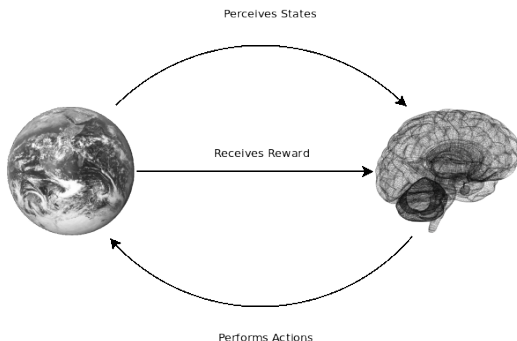 Perceives States
Receives Reward
Performs Actions